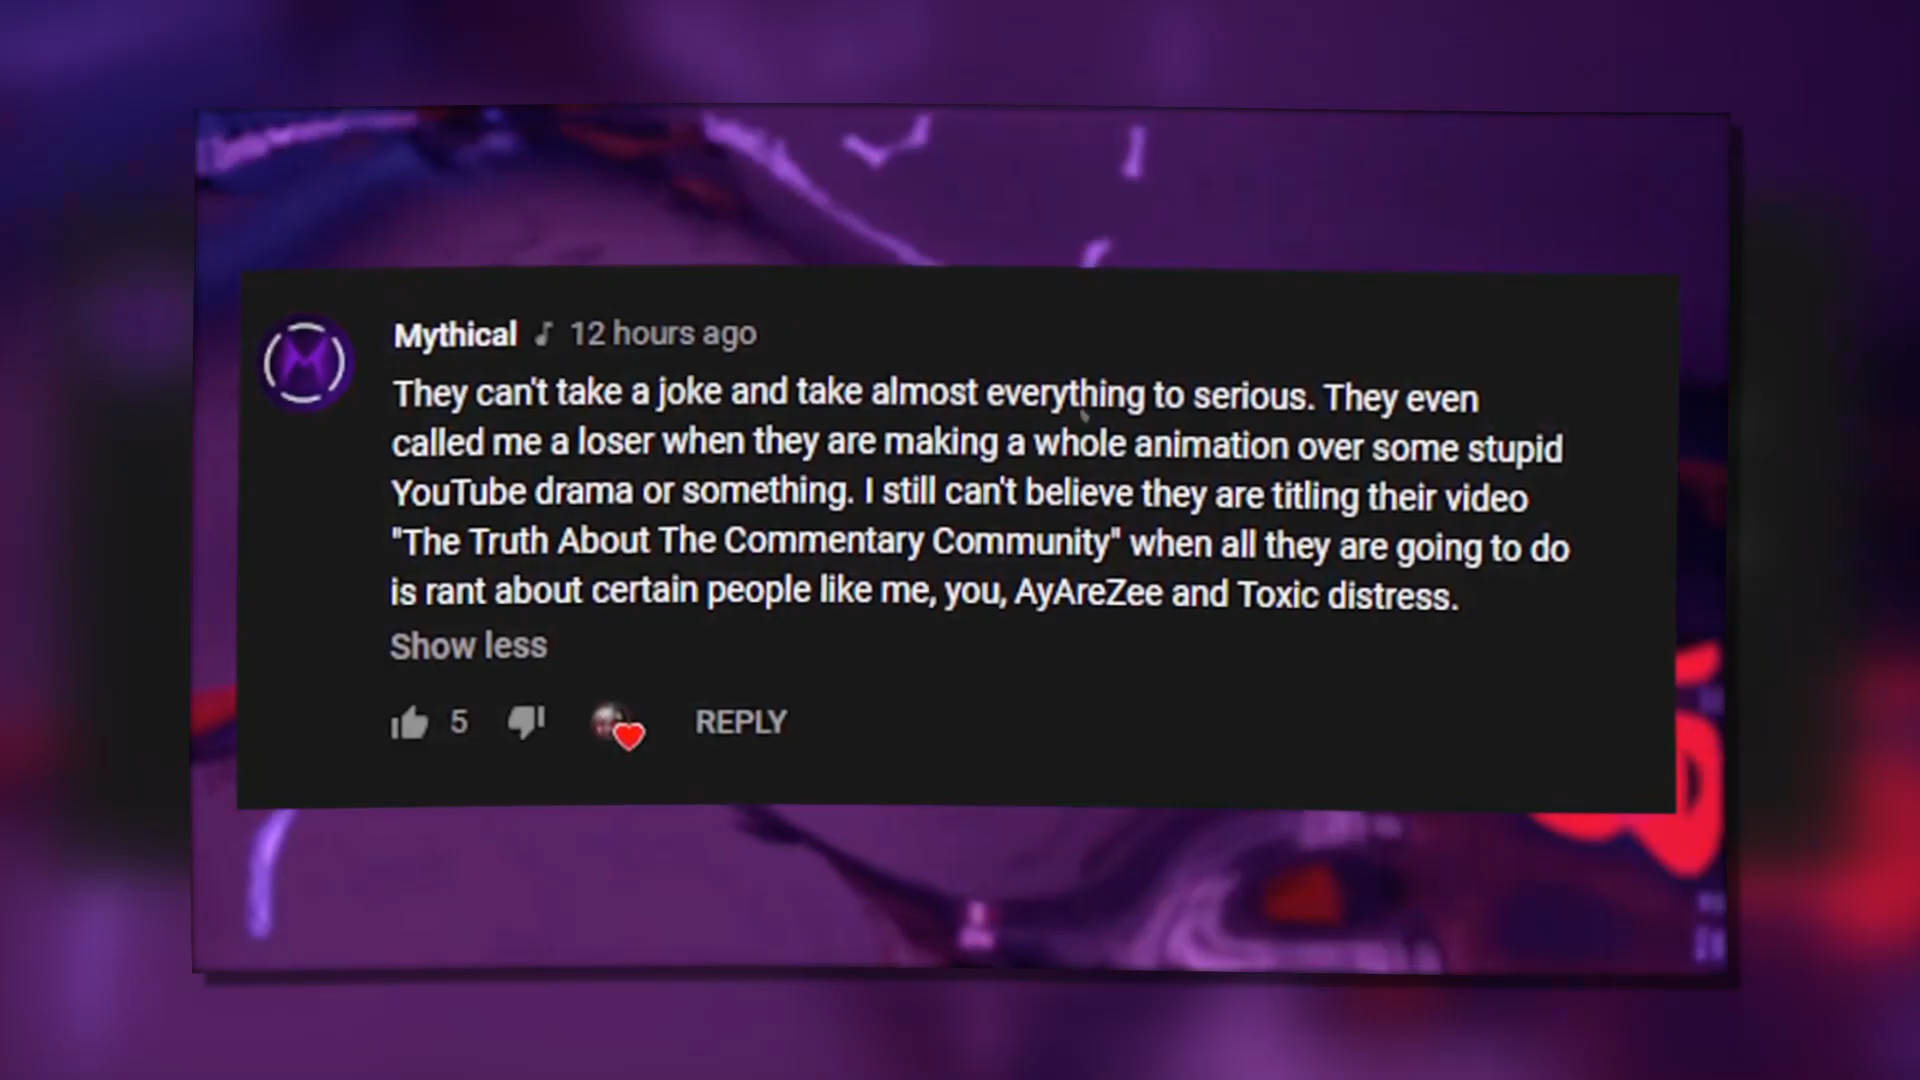 Mythical ♪ 12 hours ago
They can't take a joke and take almost everything to serious. They even
called me a loser when they are making a whole animation over some stupid
YouTube drama or something. I still can't believe they are titling their video
"The Truth About The Commentary Community" when all they are going to do
is rant about certain people like me, you, AyAreZee and Toxic distress.
Show less
5 REPLY